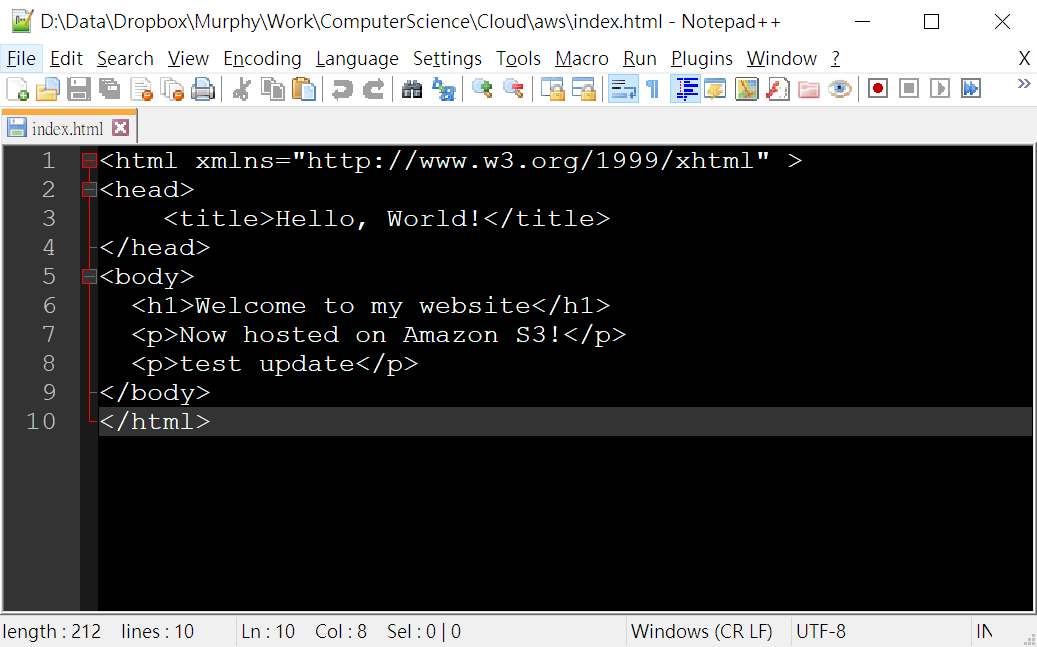 D:\Data\Dropbox\Murphy\Work\ComputerScience\Cloud\aws\index.html - Notepad++
File Edit Search View Encoding Language Settings Tools Macro Run Plugins Window ? X
index.html
1 <html xmlns="http://www.w3.org/1999/xhtml" >
2 <head>
3     <title>Hello, World!</title>
4 </head>
5 <body>
6   <h1>Welcome to my website</h1>
7   <p>Now hosted on Amazon S3!</p>
8   <p>test update</p>
9 </body>
10 </html>
length : 212 lines : 10 Ln : 10 Col : 8 Sel : 0 | 0 Windows (CR LF) UTF-8 IN